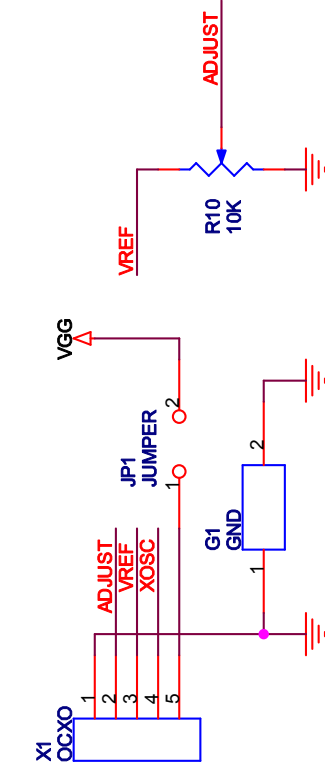 ADJUST
VREF
R10
10K
VGG
JP1
JUMPER
1
2
ADJUST
VREF
XOSC
G1
GND
1
2
X1
OCXO
1
2
3
4
5